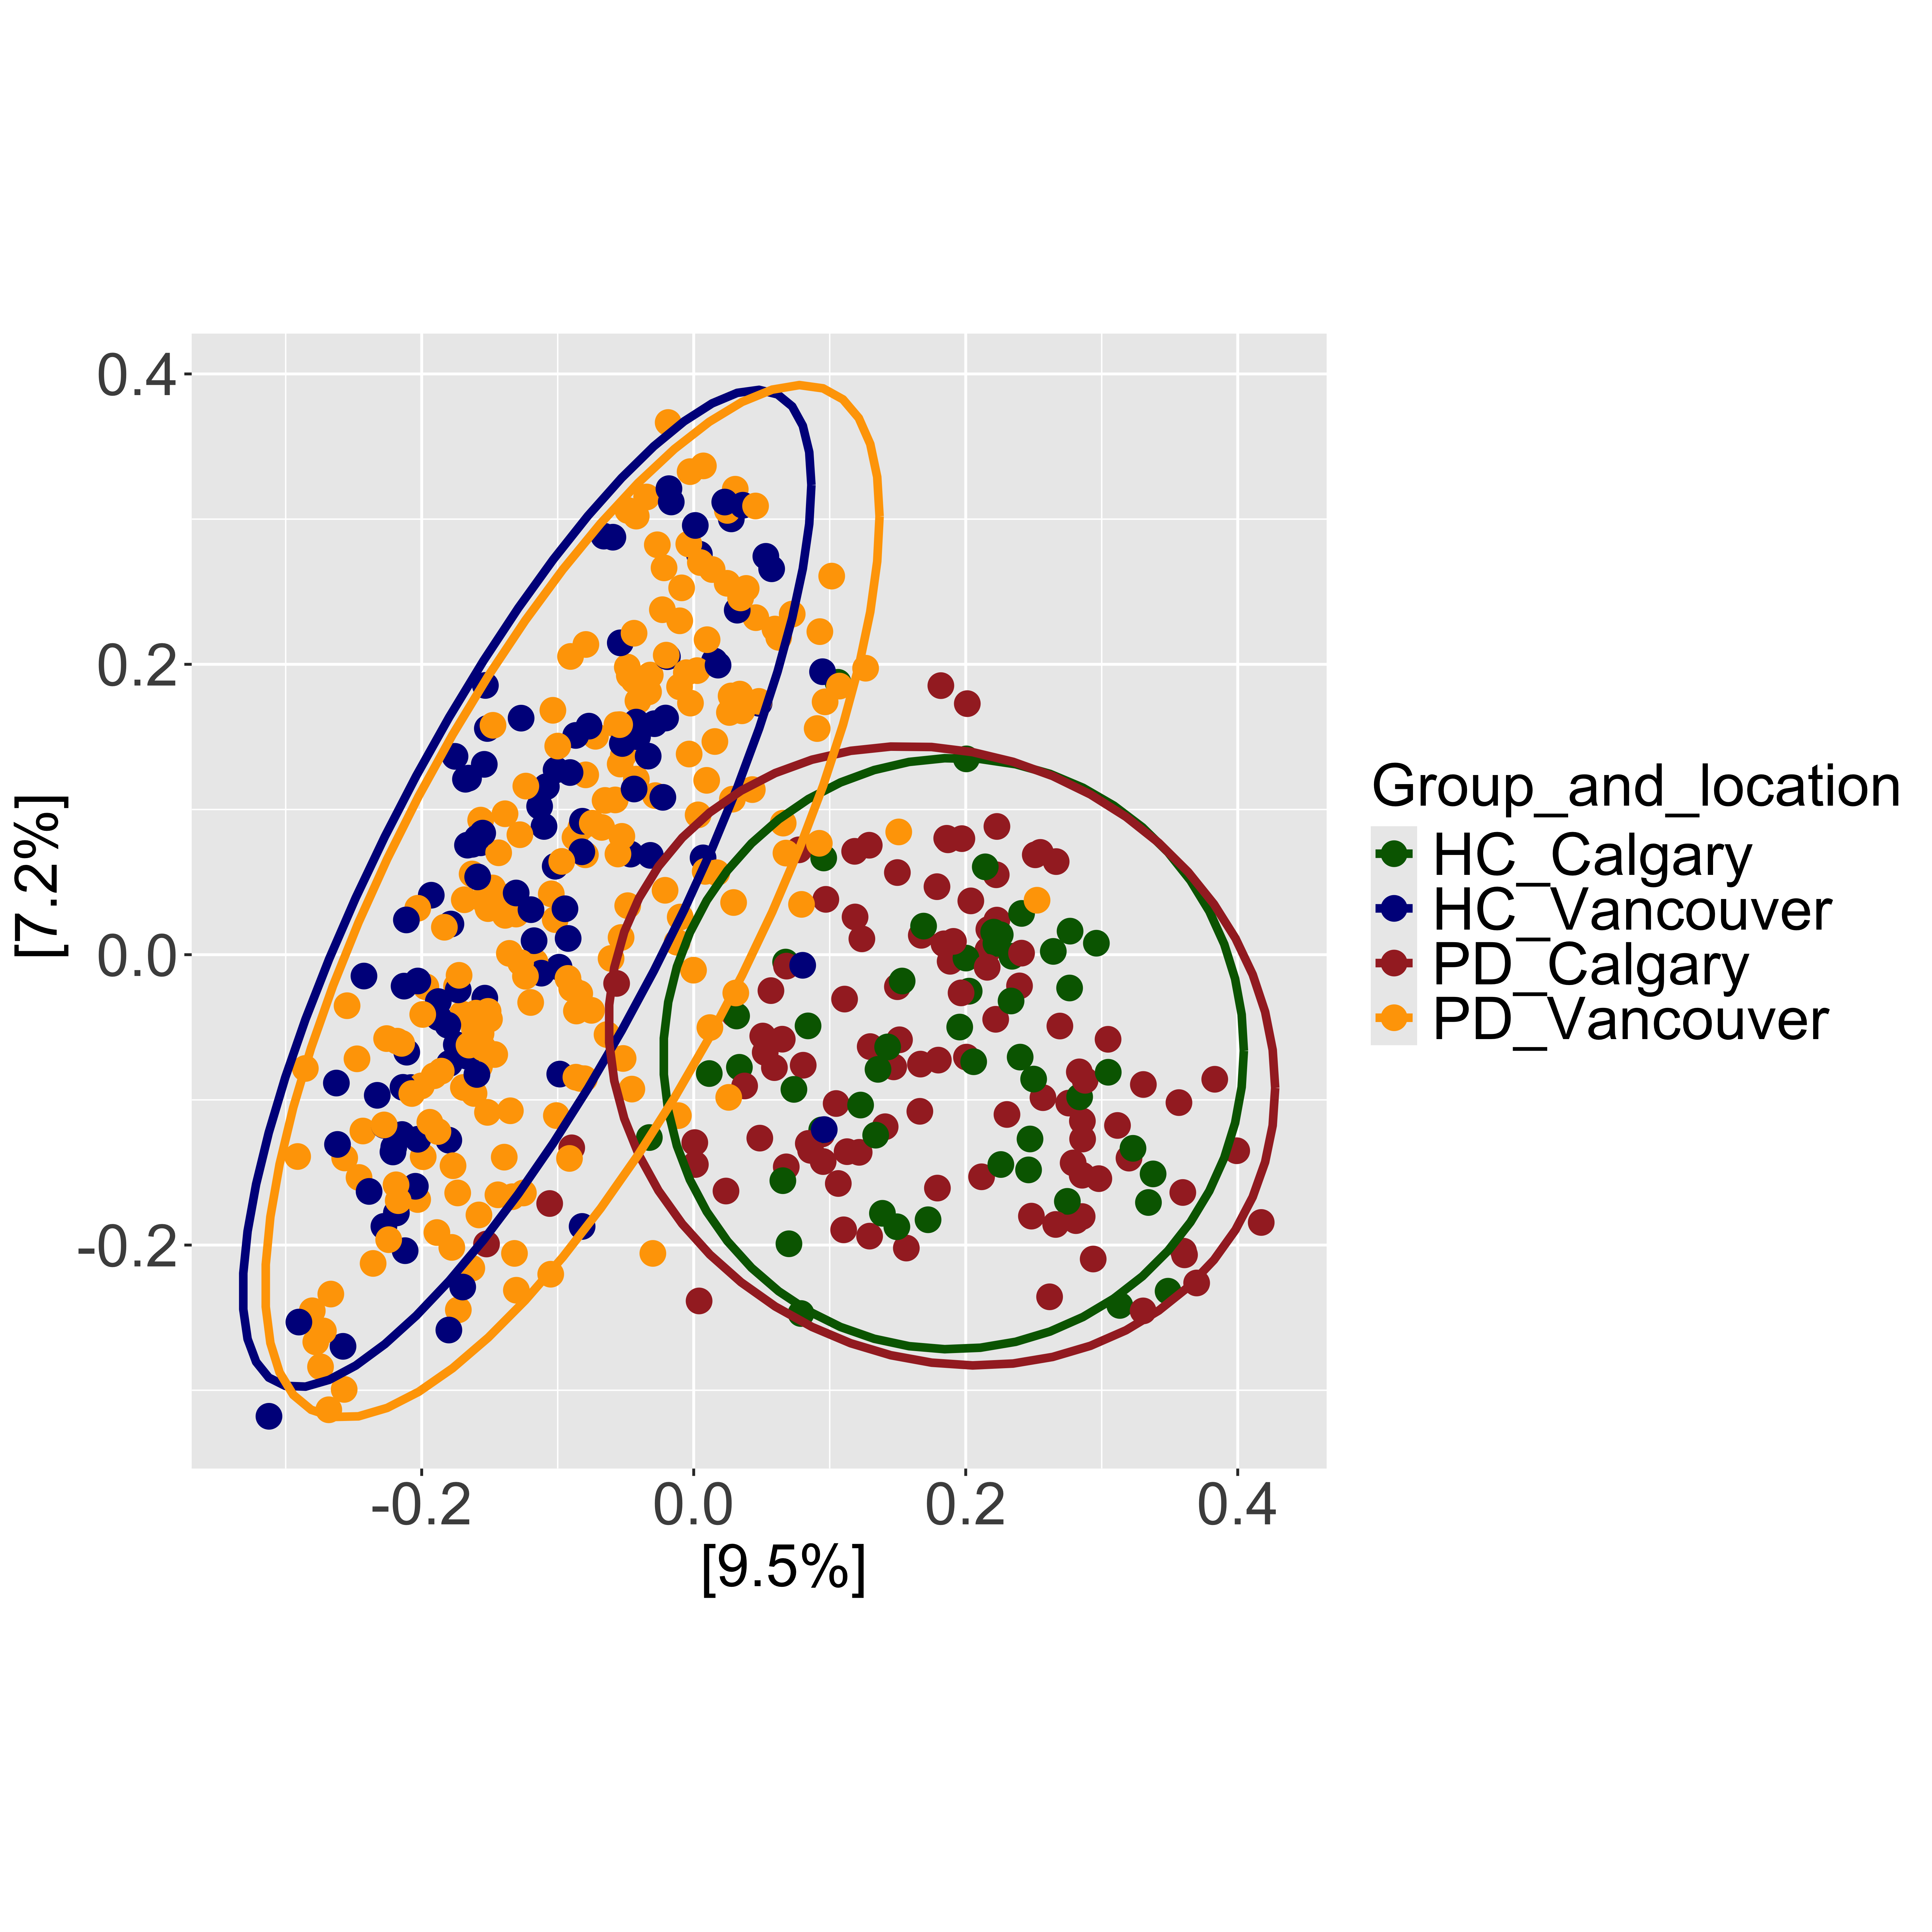 0.4
0.2
0.0
-0.2
[7.2%]
-0.2
0.0
0.2
0.4
[9.5%]
Group_and_location
HC_Calgary
HC_Vancouver
PD_Calgary
PD_Vancouver